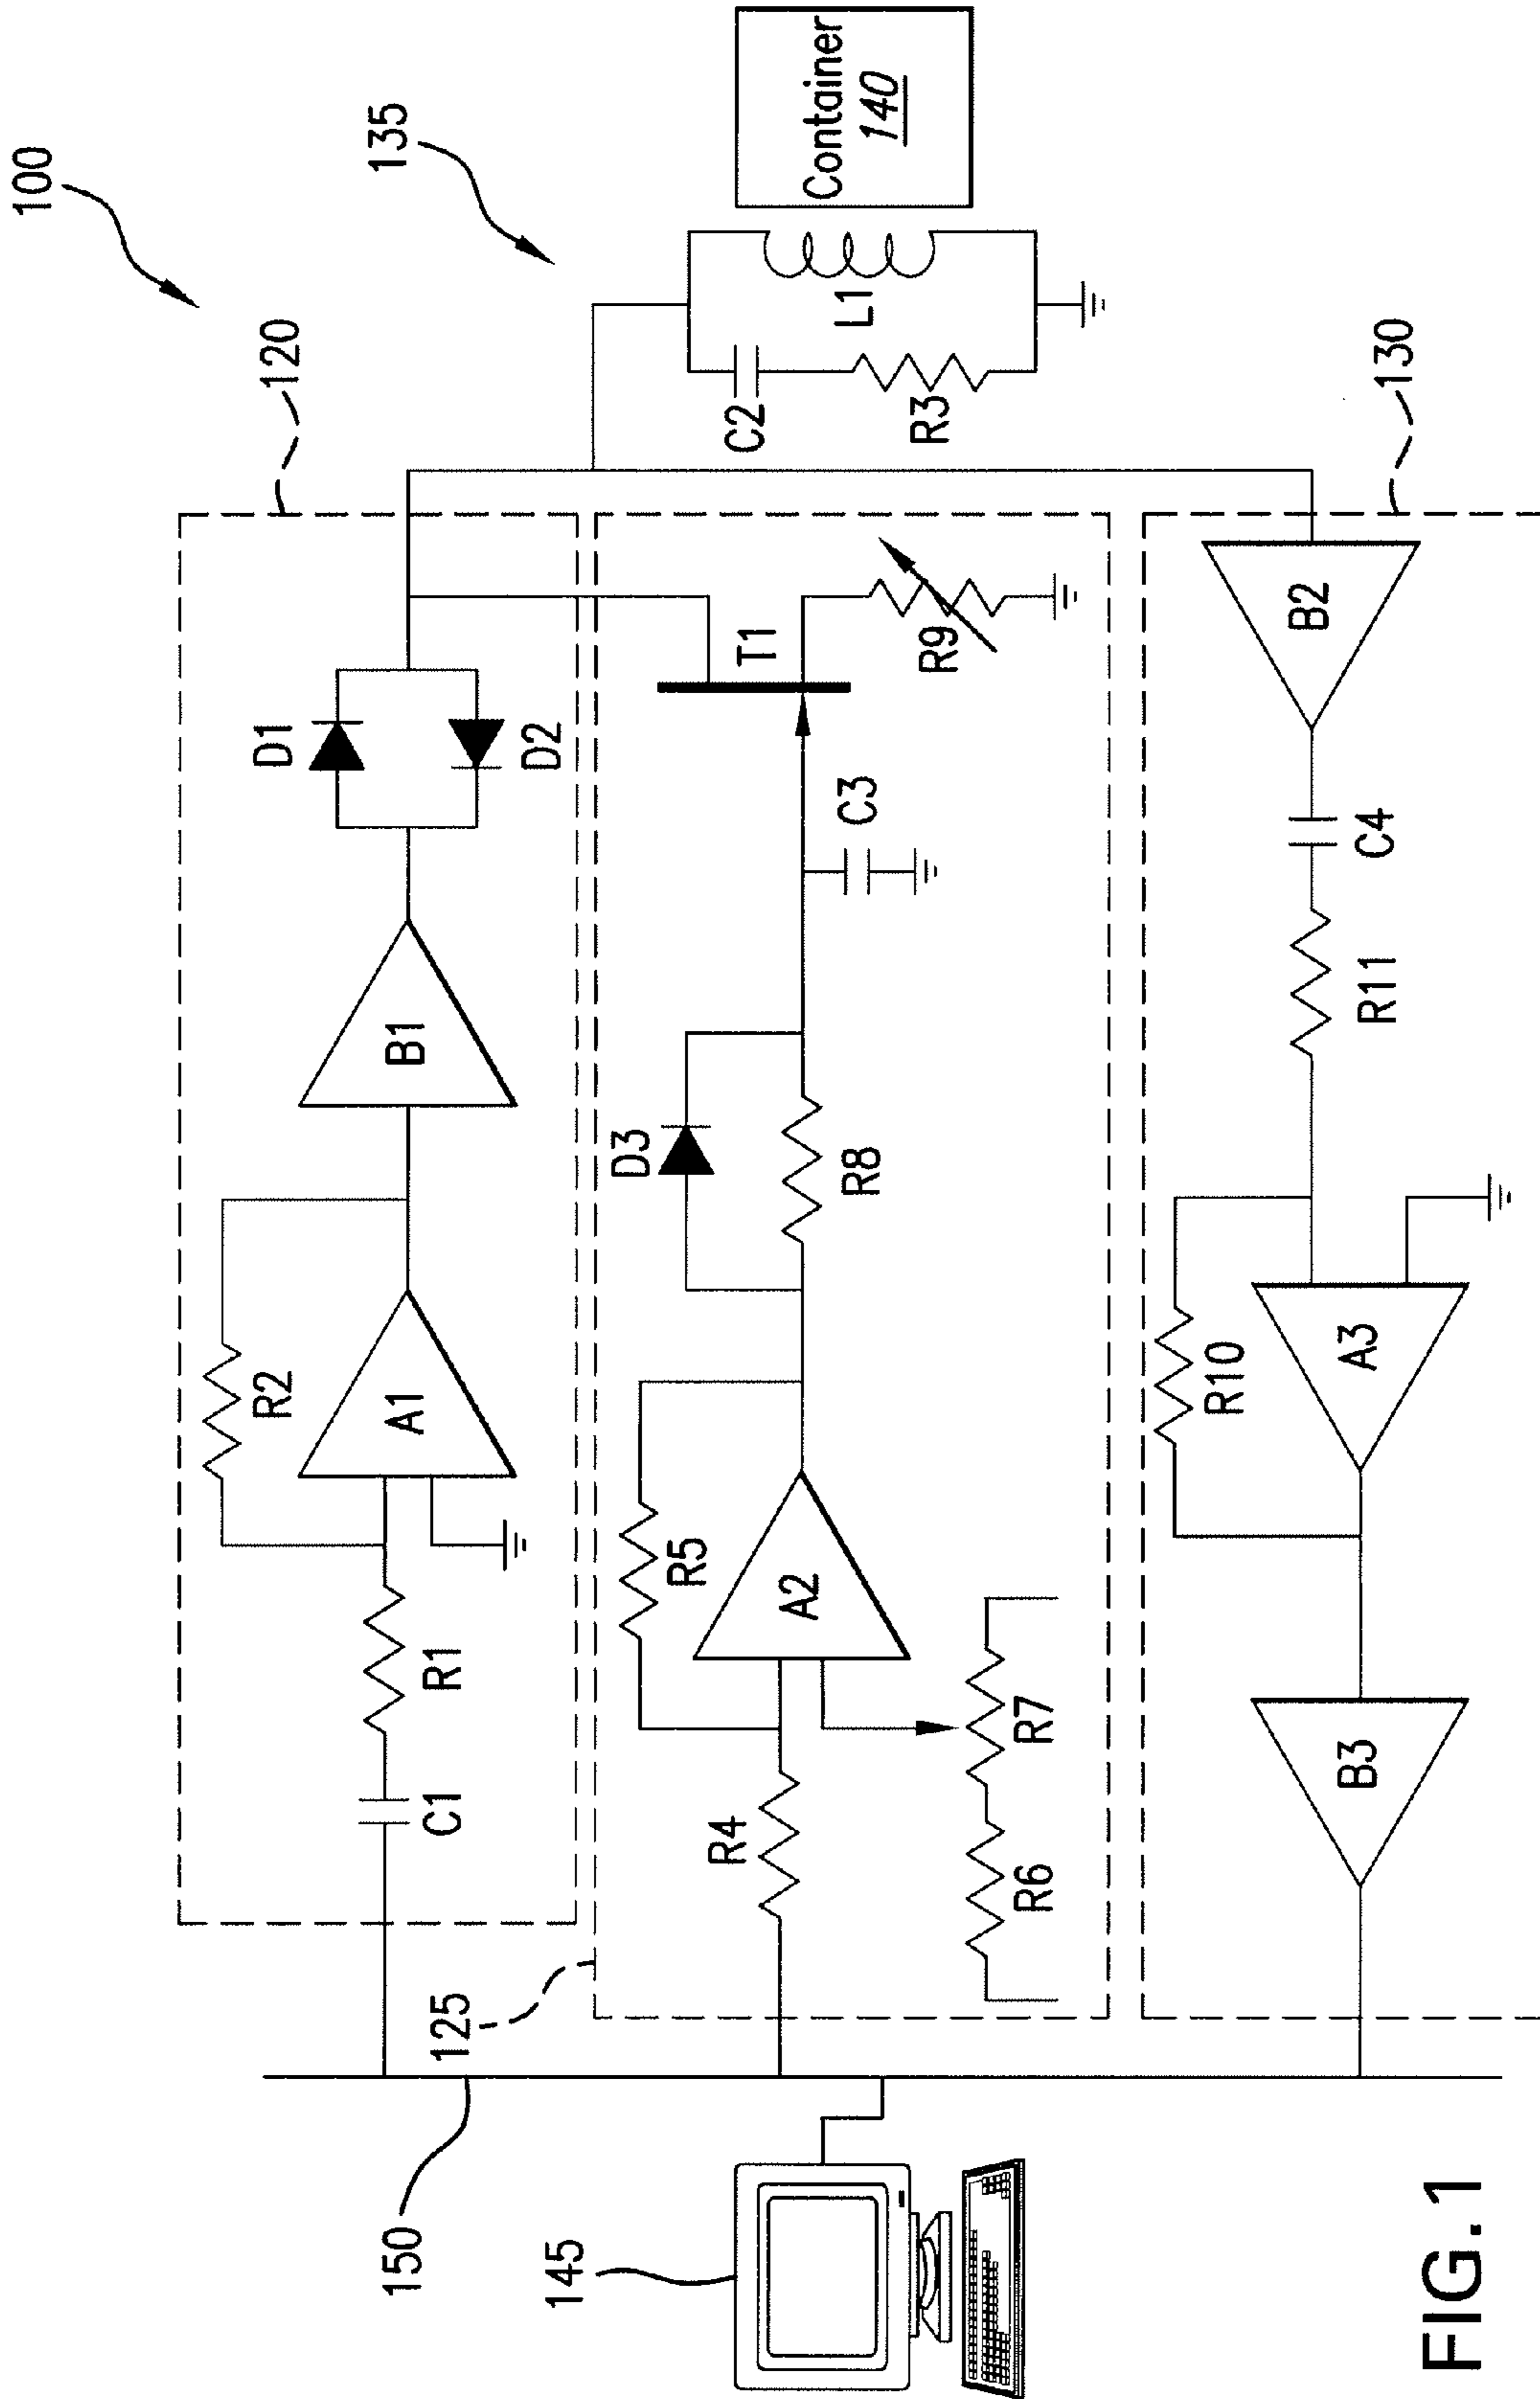 100
135
120
D1
D2
B1
R2
A1
R1
C1
Container
140
L1
C2
R3
125
T1
R9
C3
D3
R8
R5
A2
R4
R7
R6
130
B2
C4
R11
R10
A3
B3
150
145
FIG.1